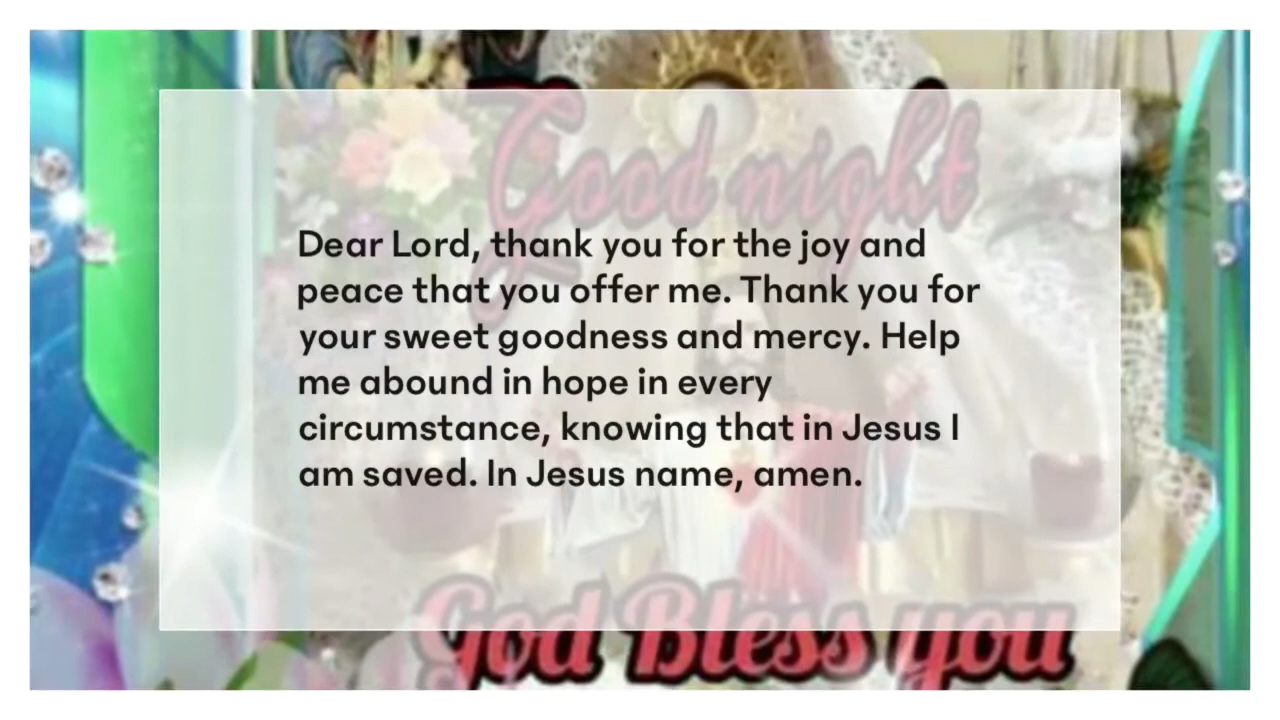 Good night
Dear Lord, thank you for the joy and
peace that you offer me. Thank you for
your sweet goodness and mercy. Help
me abound in hope in every
circumstance, knowing that in Jesus I
am saved. In Jesus name, amen.
God Bless you